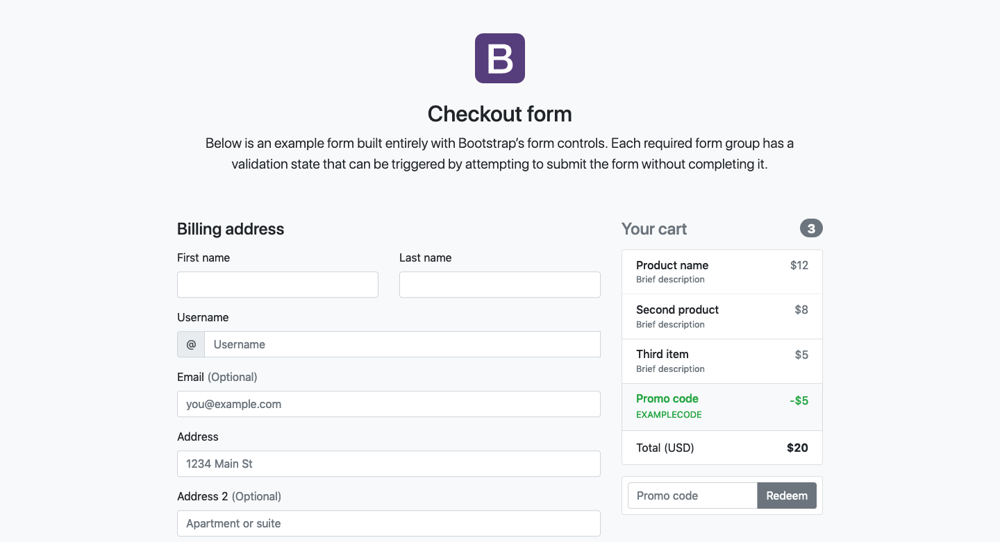 B
Checkout form
Below is an example form built entirely with Bootstrap’s form controls. Each required form group has a
validation state that can be triggered by attempting to submit the form without completing it.
Billing address
First name
Last name
Username
@ Username
Email (Optional)
you@example.com
Address
1234 Main St
Address 2 (Optional)
Apartment or suite
Your cart 3
Product name $12
Brief description
Second product $8
Brief description
Third item $5
Brief description
Promo code -$5
EXAMPLECODE
Total (USD) $20
Promo code Redeem